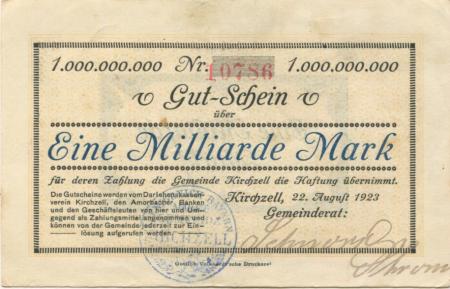 1.000.000.000 Nr. 10786 1.000.000.000
Gut-Schein
über
Eine Milliarde Mark
für deren Zahlung die Gemeinde Kirchzell die Haftung übernimmt.
Die Gutscheine werden vom Darlehenskassen-
verein Kirchzell, den Amorbacher Banken
und den Geschäftsleuten von hier und Um-
gegend als Zahlungsmittel angenommen und
können von der Gemeinde jederzeit zur Ein-
lösung aufgerufen werden.
Kirchzell, 22. August 1923
Gemeinderat:
KIRCHZELL